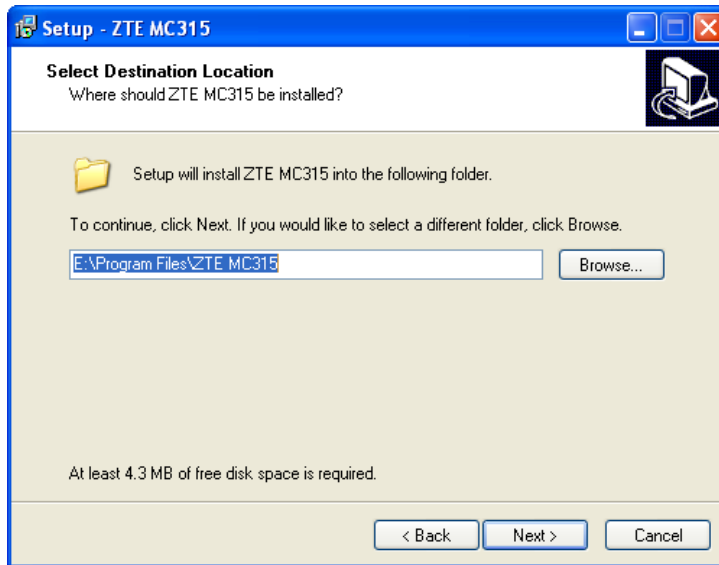 Setup - ZTE MC315
Select Destination Location
Where should ZTE MC315 be installed?
Setup will install ZTE MC315 into the following folder.
To continue, click Next. If you would like to select a different folder, click Browse.
E:\Program Files\ZTE MC315
Browse...
At least 4.3 MB of free disk space is required.
< Back
Next >
Cancel